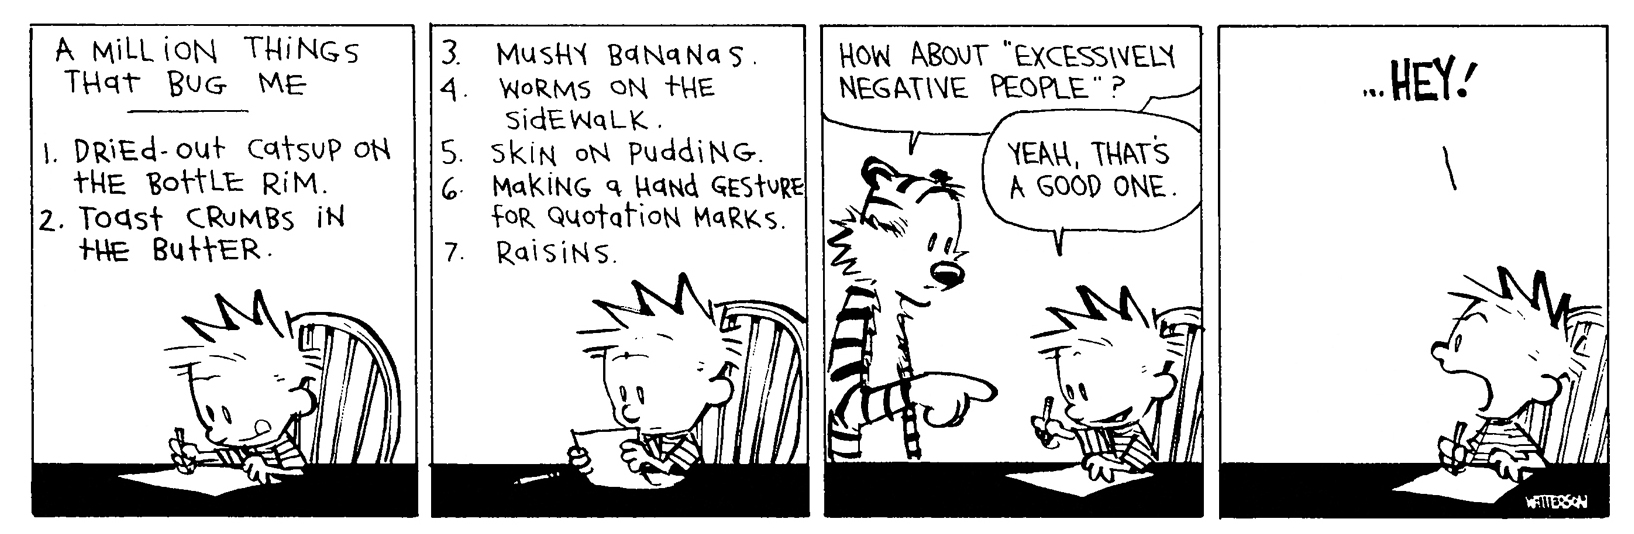 A MiLLiON THiNGS
THat BUG ME
1. DRiEd-out CatSUP ON
tHE BottLE RiM.
2. Toast CRUMBS iN
tHE ButtER.
3. MusHY BaNaNas.
4. WORMS ON tHE
SidEWaLK.
5. SKiN oN PuddiNG.
6. MaKiNG a HaNd GEStURE
foR QuotatioN MaRKS.
7. RaisiNS.
HOW ABOUT "EXCESSIVELY
NEGATIVE PEOPLE"?
YEAH, THAT'S
A GOOD ONE.
...HEY!
WATTERSON